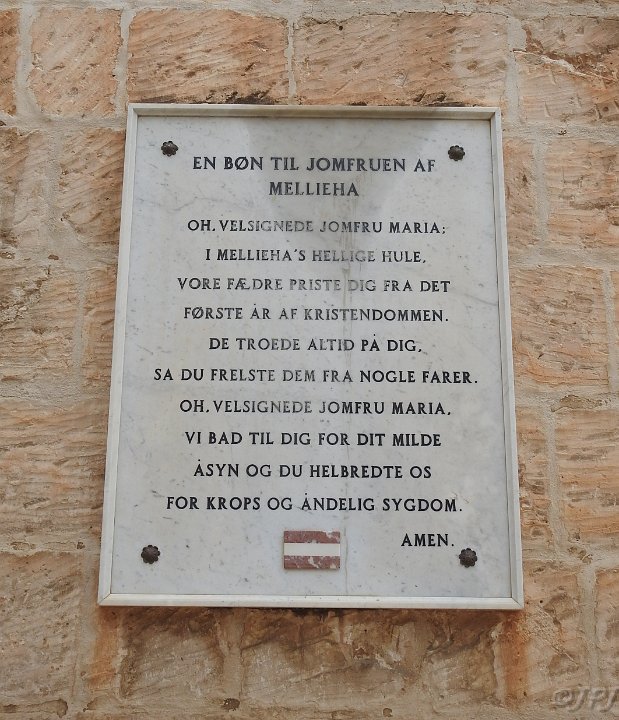 EN BØN TIL JOMFRUEN AF
MELLIEHA
OH, VELSIGNEDE JOMFRU MARIA;
I MELLIEHA'S HELLIGE HULE,
VORE FÆDRE PRISTE DIG FRA DET
FØRSTE ÅR AF KRISTENDOMMEN.
DE TROEDE ALTID PÅ DIG,
SA DU FRELSTE DEM FRA NOGLE FARER.
OH, VELSIGNEDE JOMFRU MARIA,
VI BAD TIL DIG FOR DIT MILDE
ÅSYN OG DU HELBREDTE OS
FOR KROPS OG ÅNDELIG SYGDOM.
AMEN.
©JPJ